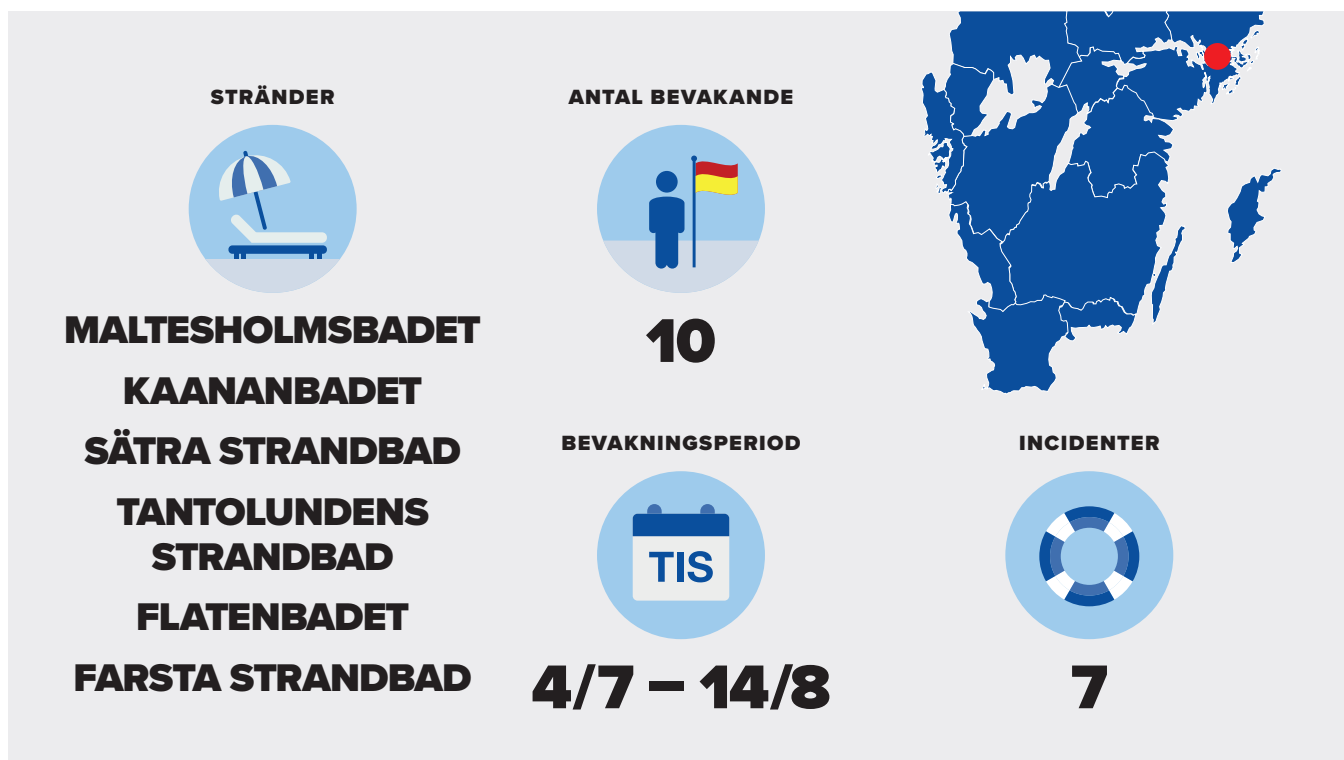 STRÄNDER
MALTESHOLMSBADET
KAANANBADET
SÄTRA STRANDBAD
TANTOLUNDENS
STRANDBAD
FLATENBADET
FARSTA STRANDBAD
ANTAL BEVAKANDE
10
BEVAKNINGSPERIOD
TIS
4/7 – 14/8
INCIDENTER
7